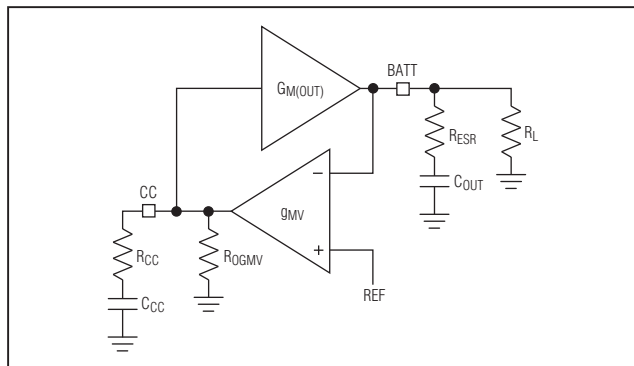 GM(OUT)
BATT
RESR
RL
COUT
CC
gMV
−
+
RCC
ROGMV
CCC
REF